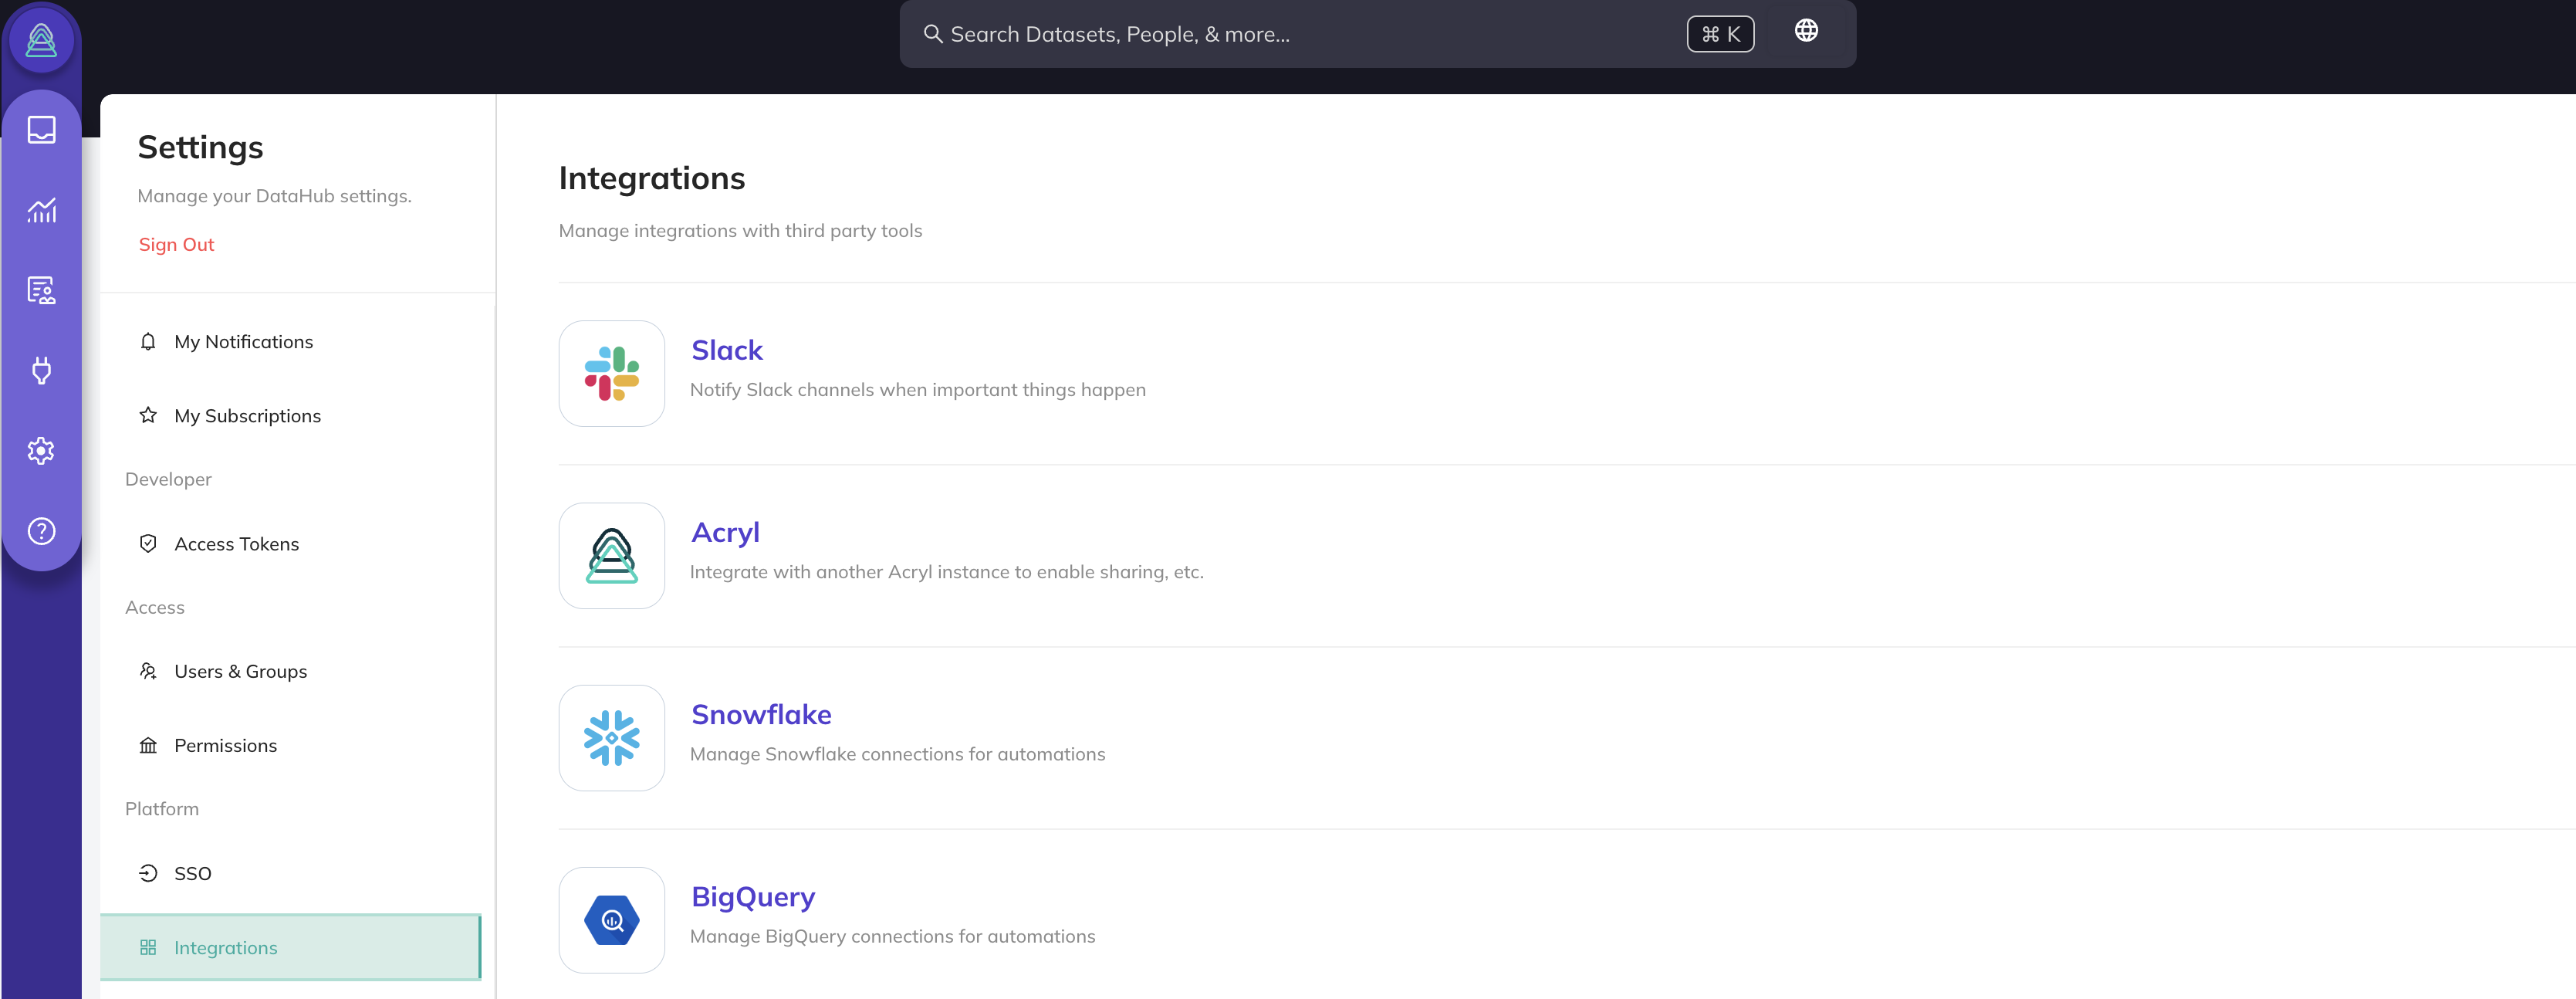 Search Datasets, People, & more...
⌘ K
Settings
Manage your DataHub settings.
Sign Out
My Notifications
My Subscriptions
Developer
Access Tokens
Access
Users & Groups
Permissions
Platform
SSO
Integrations
Integrations
Manage integrations with third party tools
Slack
Notify Slack channels when important things happen
Acryl
Integrate with another Acryl instance to enable sharing, etc.
Snowflake
Manage Snowflake connections for automations
BigQuery
Manage BigQuery connections for automations